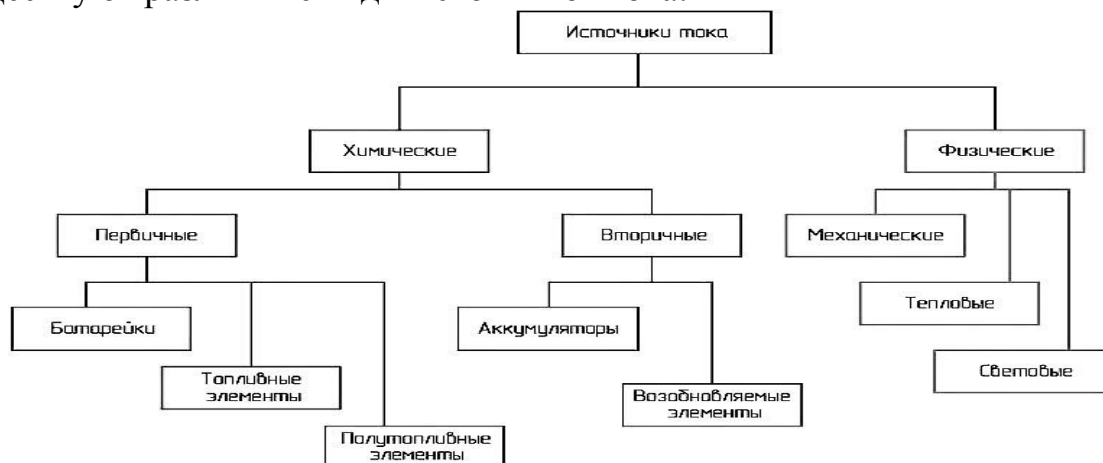 Источники тока
Химические
Физические
Первичные
Вторичные
Механические
Батарейки
Аккумуляторы
Тепловые
Топливные
элементы
Возобновляемые
элементы
Световые
Полутопливные
элементы